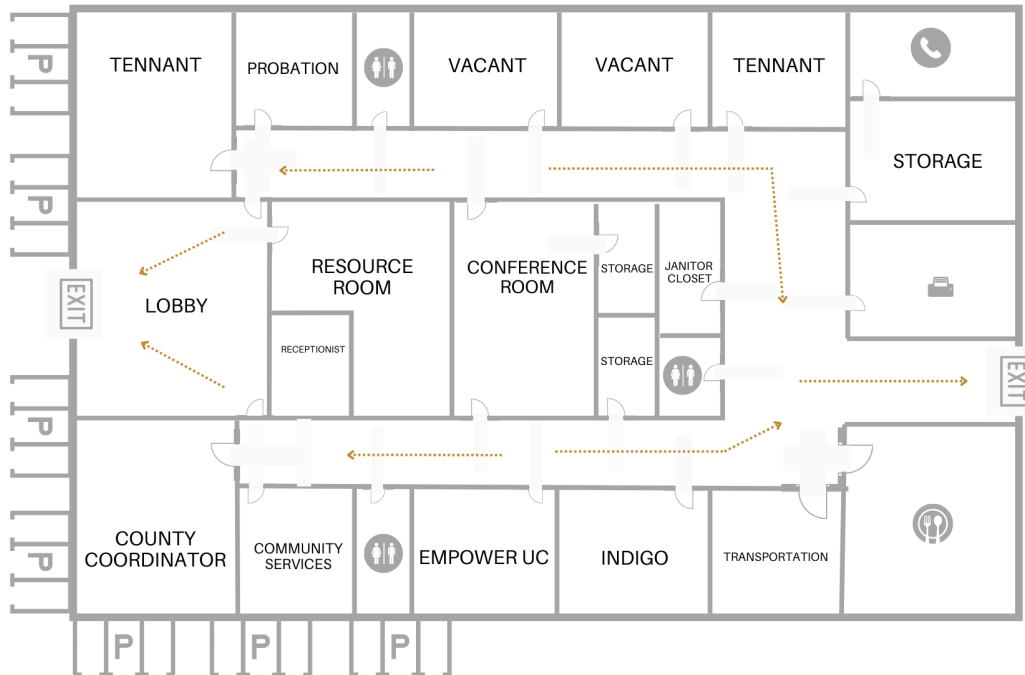 TENNANT
PROBATION
VACANT
VACANT
TENNANT
P
STORAGE
P
RESOURCE
ROOM
CONFERENCE
ROOM
STORAGE
JANITOR
CLOSET
EXIT
LOBBY
RECEPTIONIST
STORAGE
EXIT
P
COUNTY
COORDINATOR
COMMUNITY
SERVICES
EMPOWER UC
INDIGO
TRANSPORTATION
P
P
P
P